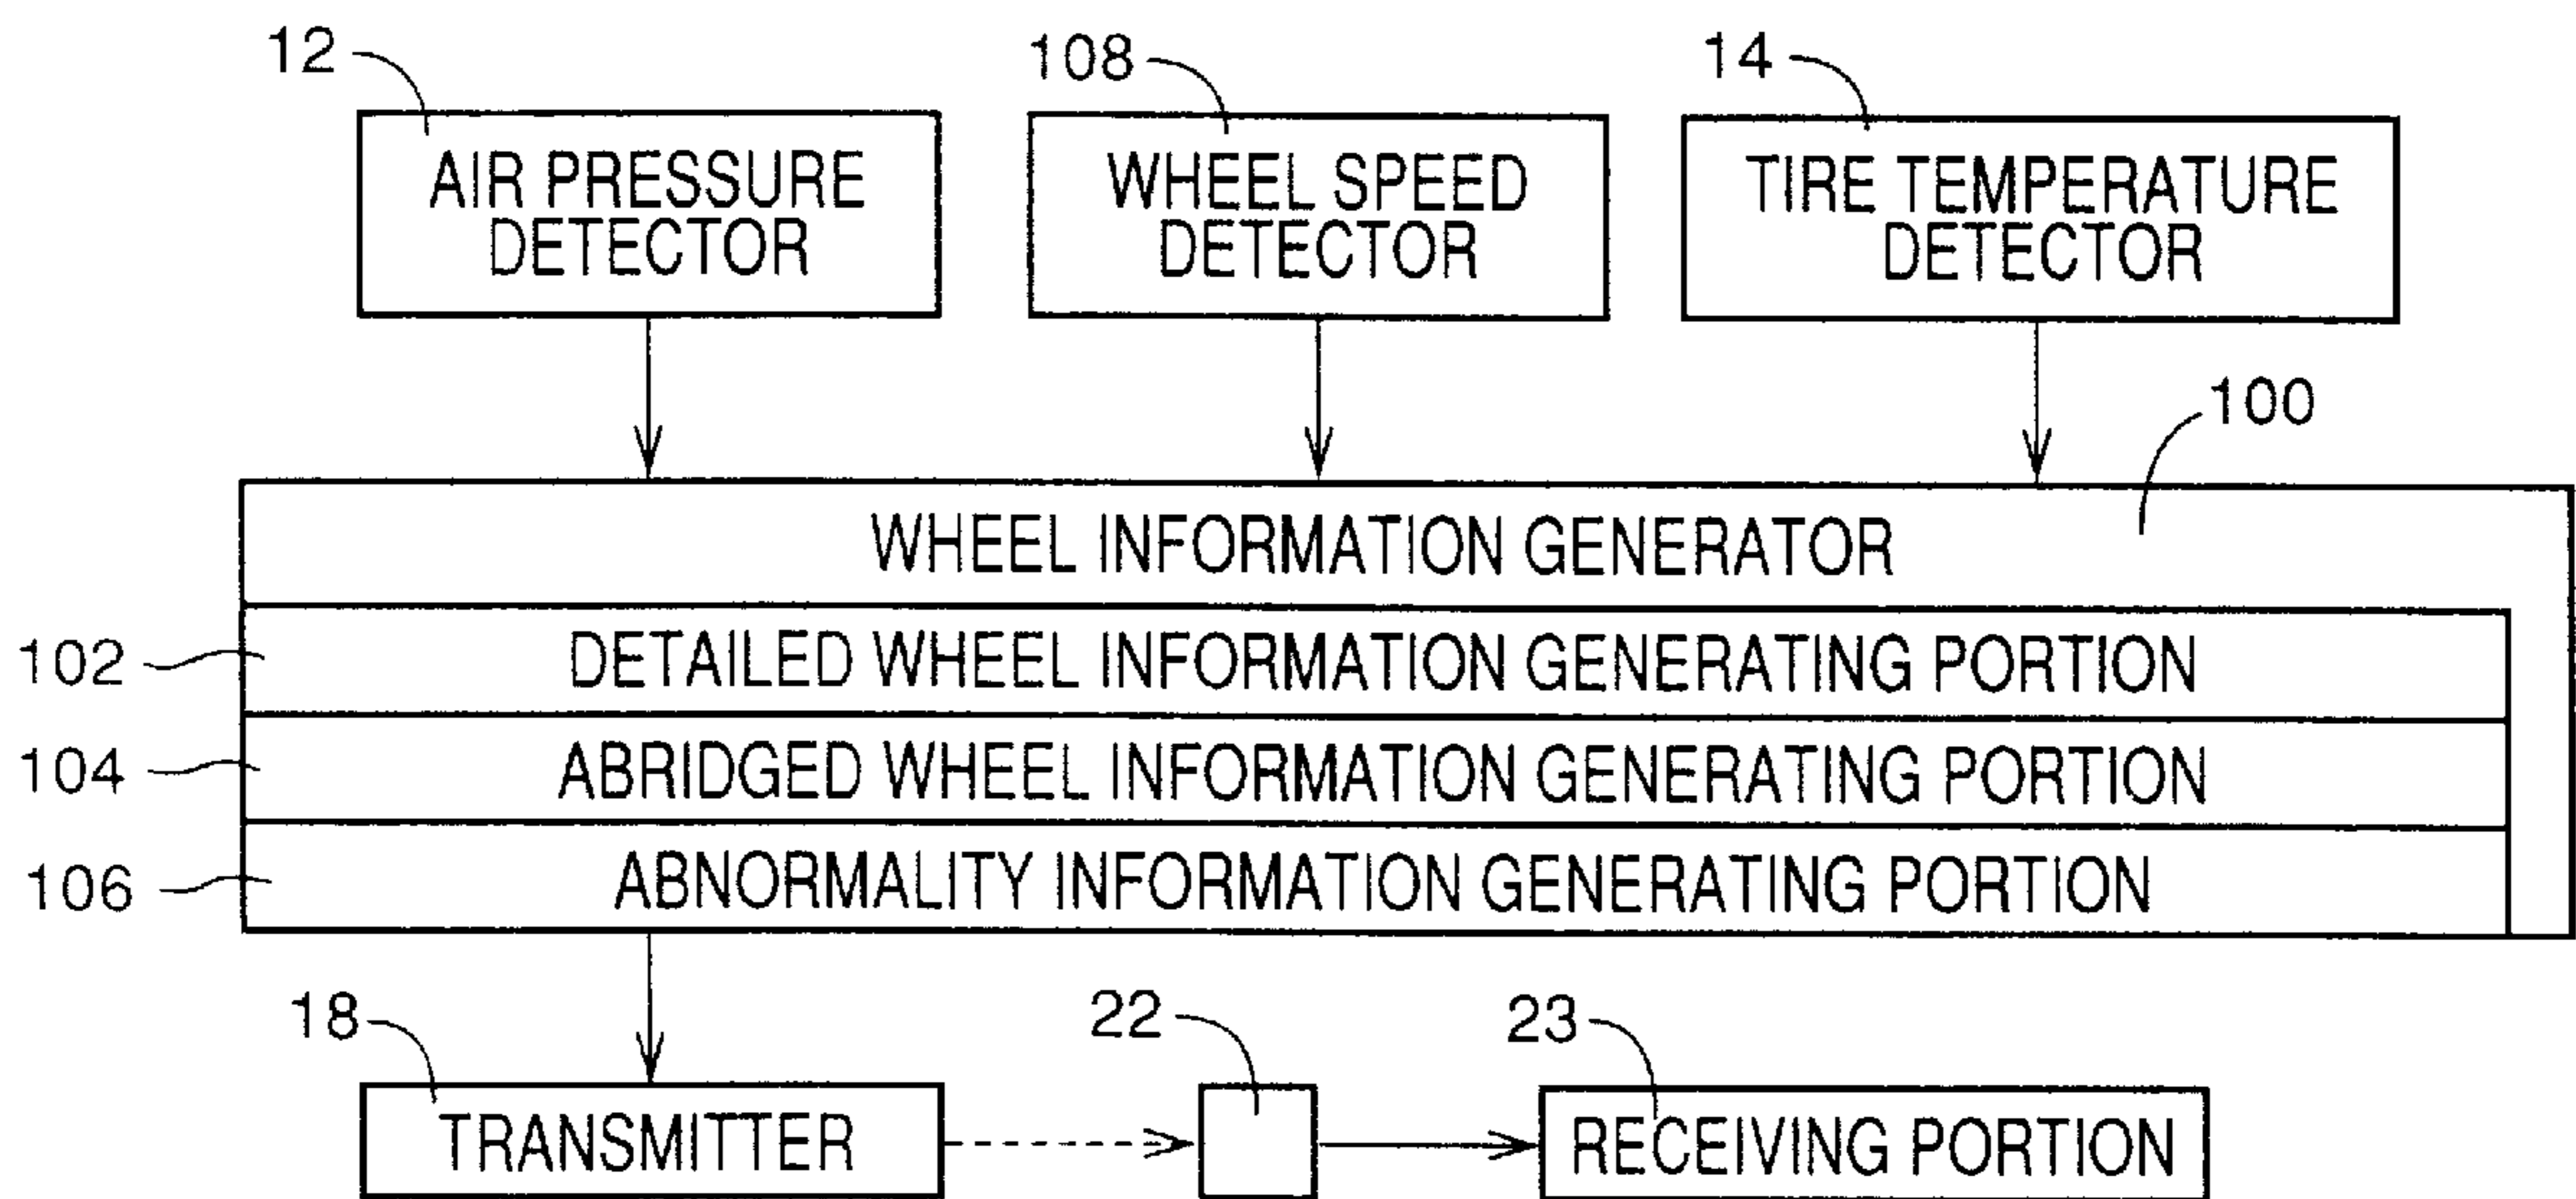 12
108
14
AIR PRESSURE
DETECTOR
WHEEL SPEED
DETECTOR
TIRE TEMPERATURE
DETECTOR
100
WHEEL INFORMATION GENERATOR
102
DETAILED WHEEL INFORMATION GENERATING PORTION
104
ABRIDGED WHEEL INFORMATION GENERATING PORTION
106
ABNORMALITY INFORMATION GENERATING PORTION
18
22
23
TRANSMITTER
RECEIVING PORTION